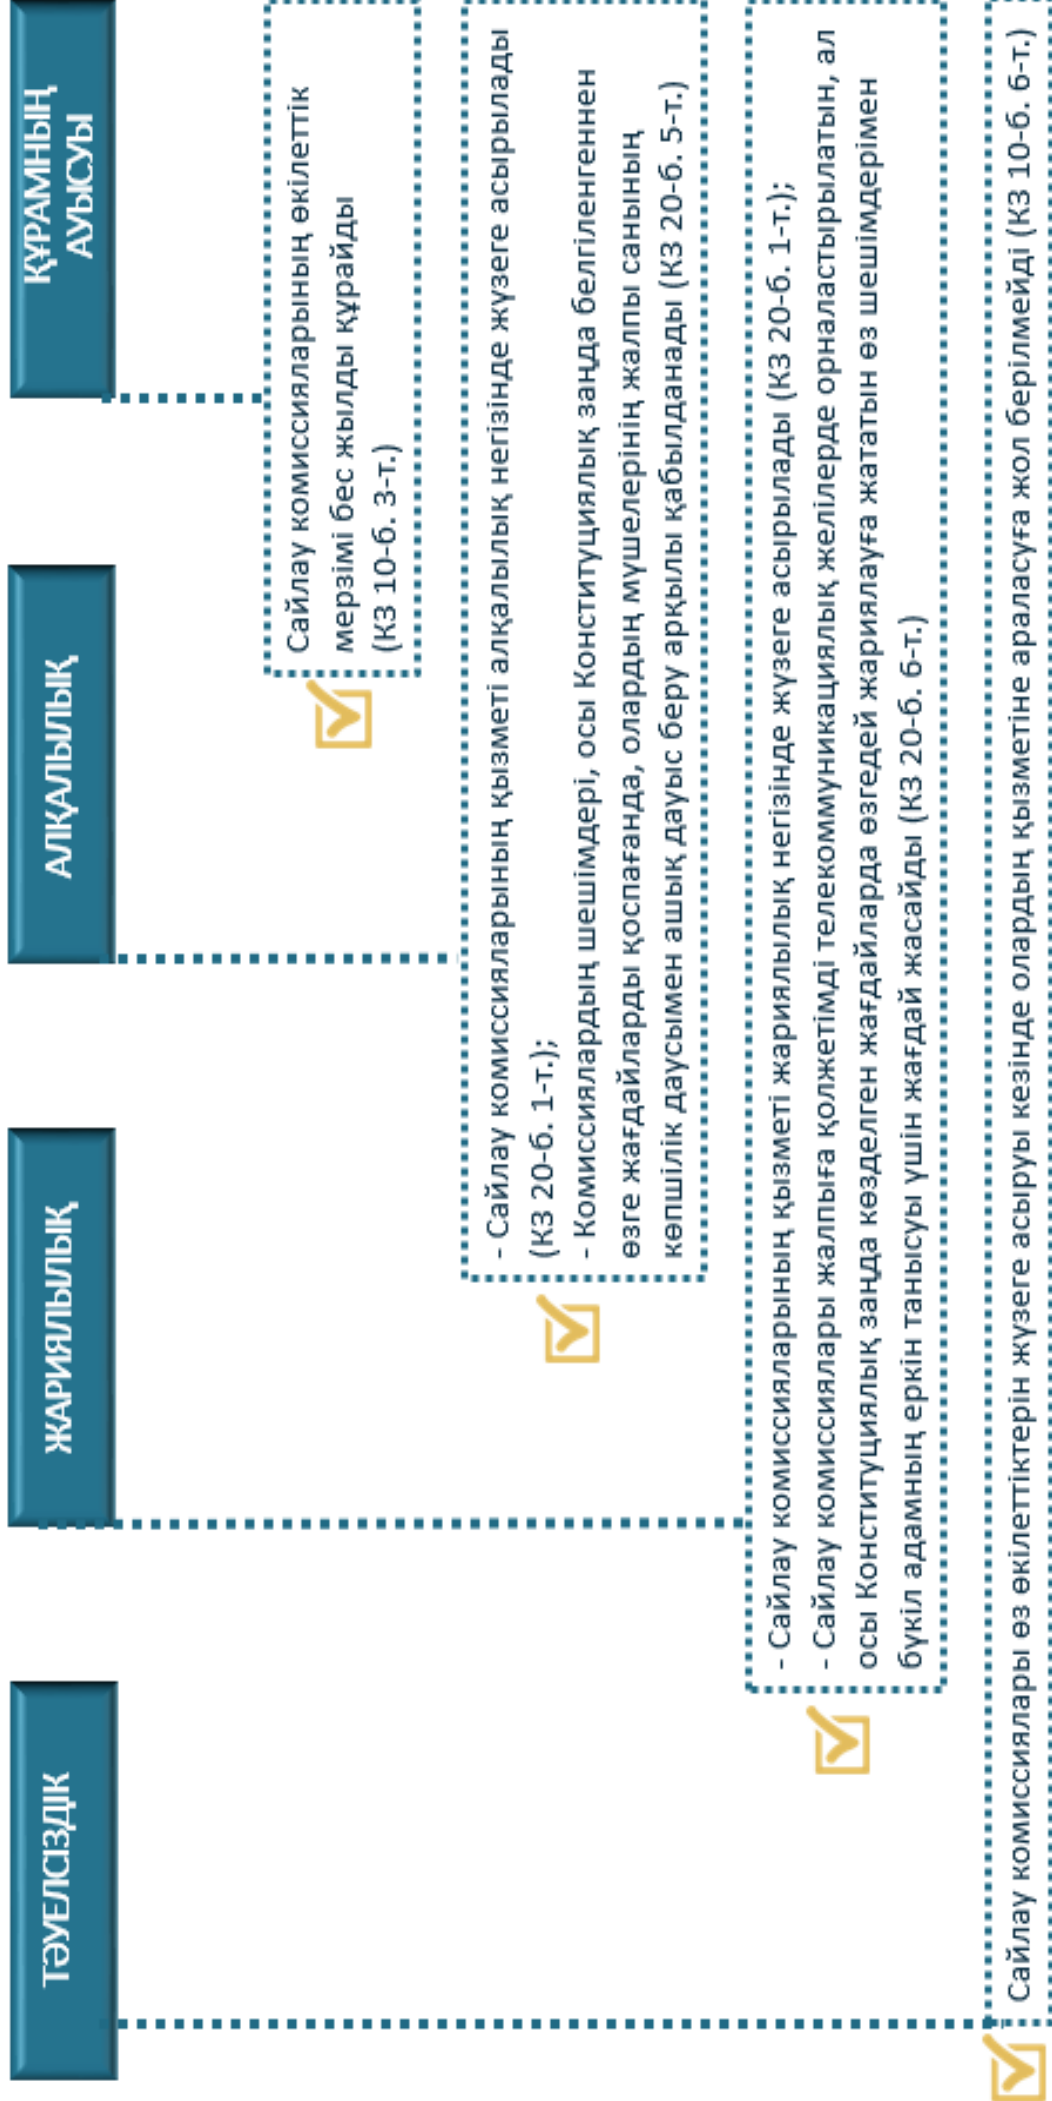 ТӘУЕЛСІЗДІК
ЖАРИЯЛЫЛЫҚ
АЛҚАЛЫЛЫҚ
ҚҰРАМНЫҢ
АУЫСУЫ
Сайлау комиссияларының өкілеттік
мерзімі бес жылды құрайды
(КЗ 10-б. 3-т.)
- Сайлау комиссияларының қызметі алқалылық негізінде жүзеге асырылады
(КЗ 20-б. 1-т.);
- Комиссиялардың шешімдері, осы Конституциялық заңда белгіленгеннен
өзге жағдайларды қоспағанда, олардың мүшелерінің жалпы санының
көпшілік даусымен ашық дауыс беру арқылы қабылданады (КЗ 20-б. 5-т.)
- Сайлау комиссияларының қызметі жариялылық негізінде жүзеге асырылады (КЗ 20-б. 1-т.);
- Сайлау комиссиялары жалпыға қолжетімді телекоммуникациялық желілерде орналастырылатын, ал
осы Конституциялық заңда көзделген жағдайларда өзгедей жариялауға жататын өз шешімдерімен
бүкіл адамның еркін танысуы үшін жағдай жасайды (КЗ 20-б. 6-т.)
Сайлау комиссиялары өз өкілеттіктерін жүзеге асыруы кезінде олардың қызметіне араласуға жол берілмейді (КЗ 10-б. 6-т.)